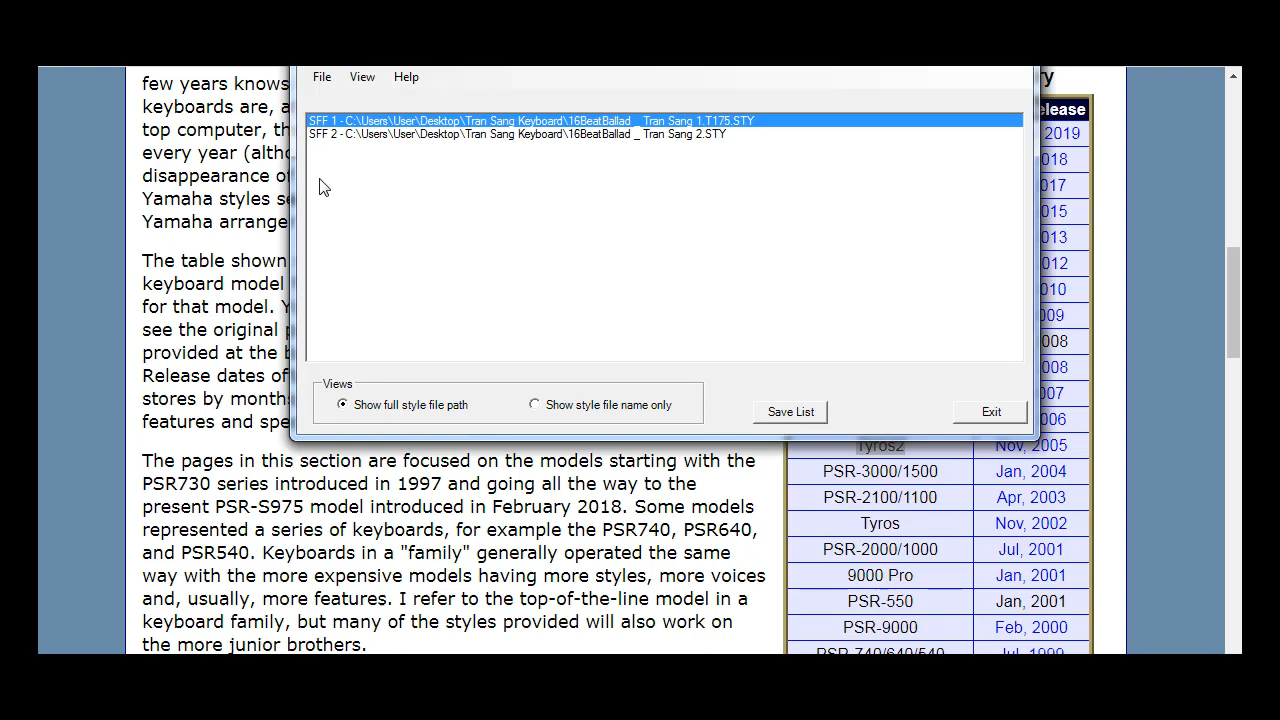 File View Help
SFF 1 - C:\Users\User\Desktop\Tran Sang Keyboard\16BeatBallad _ Tran Sang 1.T175.STY
SFF 2 - C:\Users\User\Desktop\Tran Sang Keyboard\16BeatBallad _ Tran Sang 2.STY
Views
Show full style file path
Show style file name only
Save List
Exit
few years knows
keyboards are, a
top computer, th
every year (altho
disappearance of
Yamaha styles se
Yamaha arrange
The table shown
keyboard model
for that model. Y
see the original p
provided at the b
Release dates of
stores by months
features and spe
The pages in this section are focused on the models starting with the
PSR730 series introduced in 1997 and going all the way to the
present PSR-S975 model introduced in February 2018. Some models
represented a series of keyboards, for example the PSR740, PSR640,
and PSR540. Keyboards in a "family" generally operated the same
way with the more expensive models having more styles, more voices
and, usually, more features. I refer to the top-of-the-line model in a
keyboard family, but many of the styles provided will also work on
the more junior brothers.
ry
elease
2019
018
017
015
013
012
010
009
008
008
007
006
Tyros2 Nov, 2005
PSR-3000/1500 Jan, 2004
PSR-2100/1100 Apr, 2003
Tyros Nov, 2002
PSR-2000/1000 Jul, 2001
9000 Pro Jan, 2001
PSR-550 Jan, 2001
PSR-9000 Feb, 2000
PSR-740/640/540 Jul, 1999